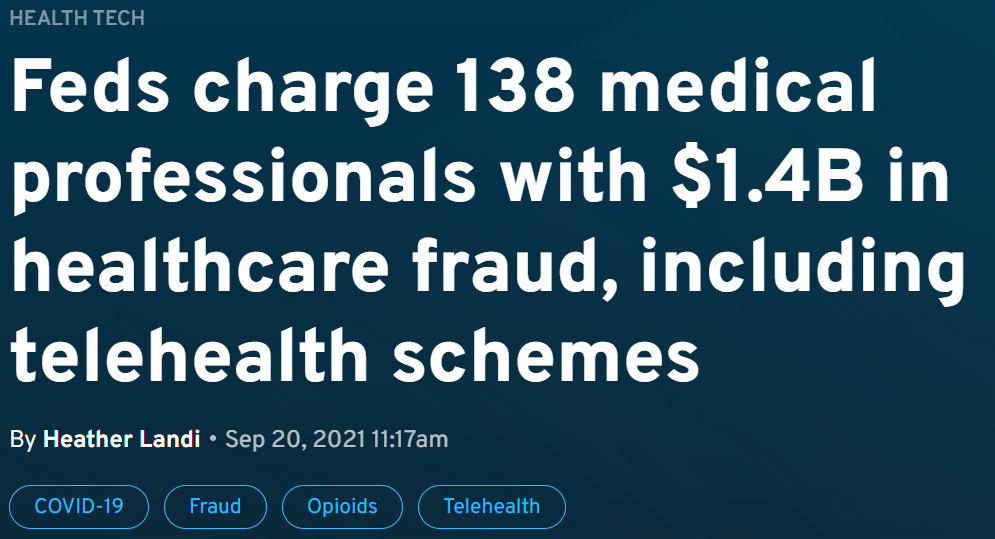 HEALTH TECH
Feds charge 138 medical
professionals with $1.4B in
healthcare fraud, including
telehealth schemes
By Heather Landi • Sep 20, 2021 11:17am
COVID-19 Fraud Opioids Telehealth